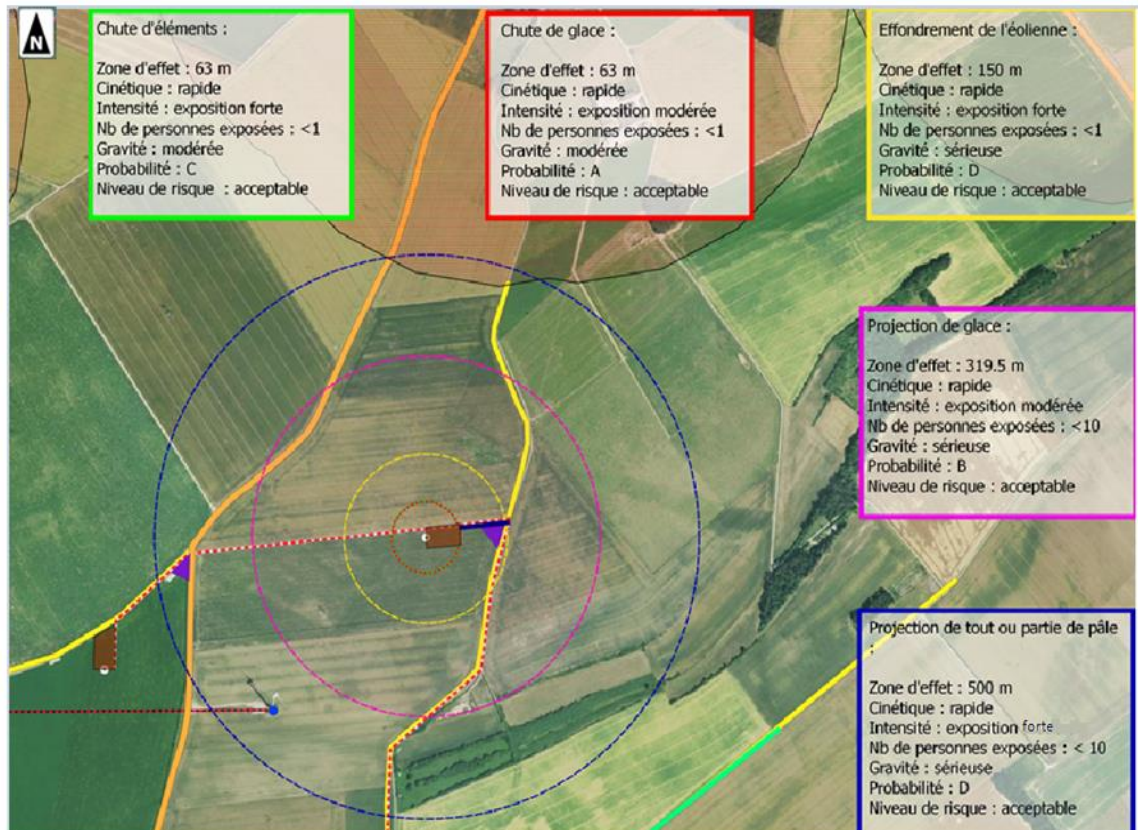 N
Chute d'éléments :
Zone d'effet : 63 m
Cinétique : rapide
Intensité : exposition forte
Nb de personnes exposées : <1
Gravité : modérée
Probabilité : C
Niveau de risque : acceptable
Chute de glace :
Zone d'effet : 63 m
Cinétique : rapide
Intensité : exposition modérée
Nb de personnes exposées : <1
Gravité : modérée
Probabilité : A
Niveau de risque : acceptable
Effondrement de l'éolienne :
Zone d'effet : 150 m
Cinétique : rapide
Intensité : exposition forte
Nb de personnes exposées : <1
Gravité : sérieuse
Probabilité : D
Niveau de risque : acceptable
Projection de glace :
Zone d'effet : 319.5 m
Cinétique : rapide
Intensité : exposition modérée
Nb de personnes exposées : <10
Gravité : sérieuse
Probabilité : B
Niveau de risque : acceptable
Projection de tout ou partie de pâle
:
Zone d'effet : 500 m
Cinétique : rapide
Intensité : exposition forte
Nb de personnes exposées : < 10
Gravité : sérieuse
Probabilité : D
Niveau de risque : acceptable